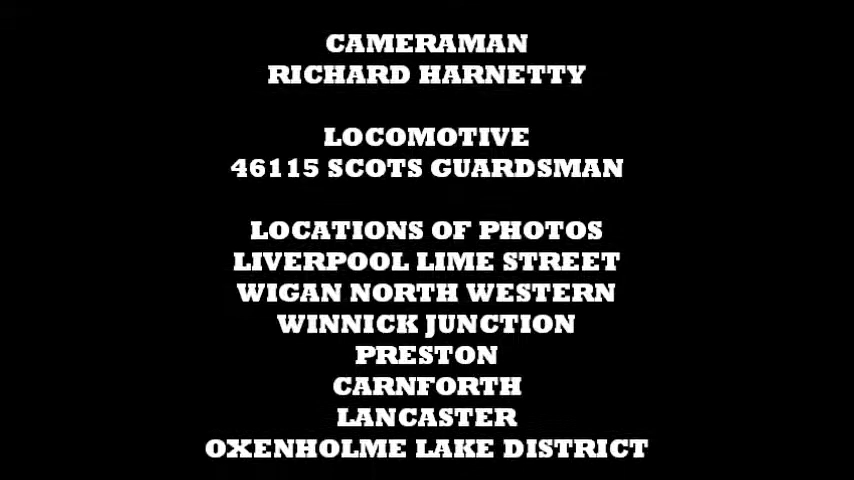 CAMERAMAN
RICHARD HARNETTY
LOCOMOTIVE
46115 SCOTS GUARDSMAN
LOCATIONS OF PHOTOS
LIVERPOOL LIME STREET
WIGAN NORTH WESTERN
WINNICK JUNCTION
PRESTON
CARNFORTH
LANCASTER
OXENHOLME LAKE DISTRICT